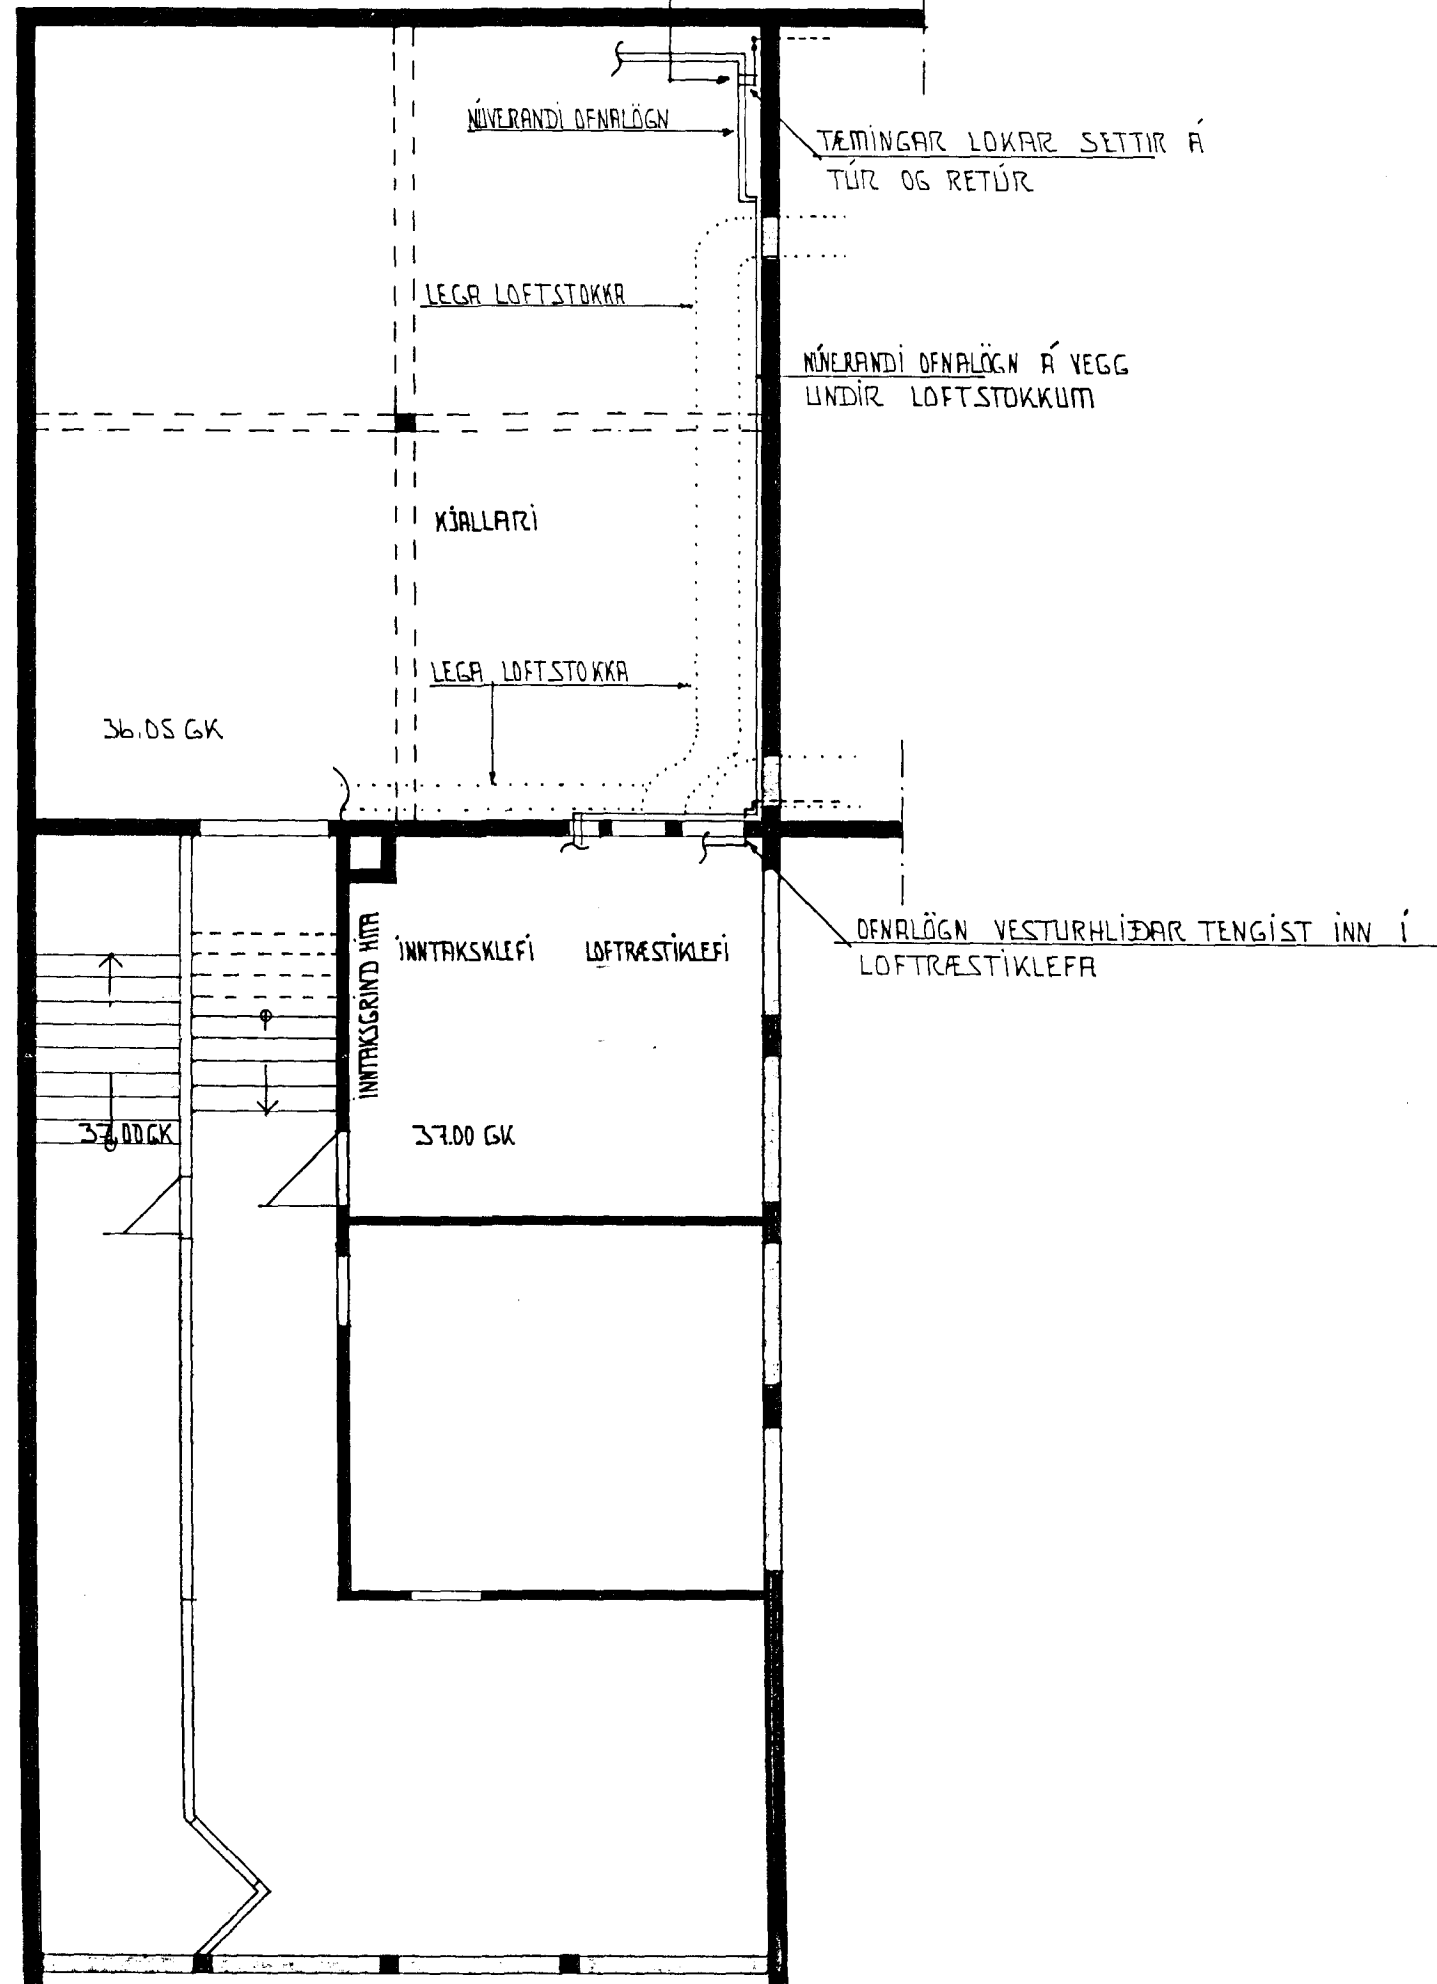 NÚVERANDI OFNALÖGN
TÆMINGAR LOKAR SETTIR Á
TÚR OG RETÚR
LEGA LOFTSTOKKA
NÚVERANDI OFNALÖGN Á VEGG
UNDIR LOFTSTOKKUM
KJALLARI
LEGA LOFTSTOKKA
36.05 GK
OFNALÖGN VESTURHLIÐAR TENGIST INN Í
LOFTRÆSTIKLEFA
INNTAKSKLEFI
LOFTRÆSTIKLEFI
INNTAKSGRIND HITA
37.00 GK
37.00 GK